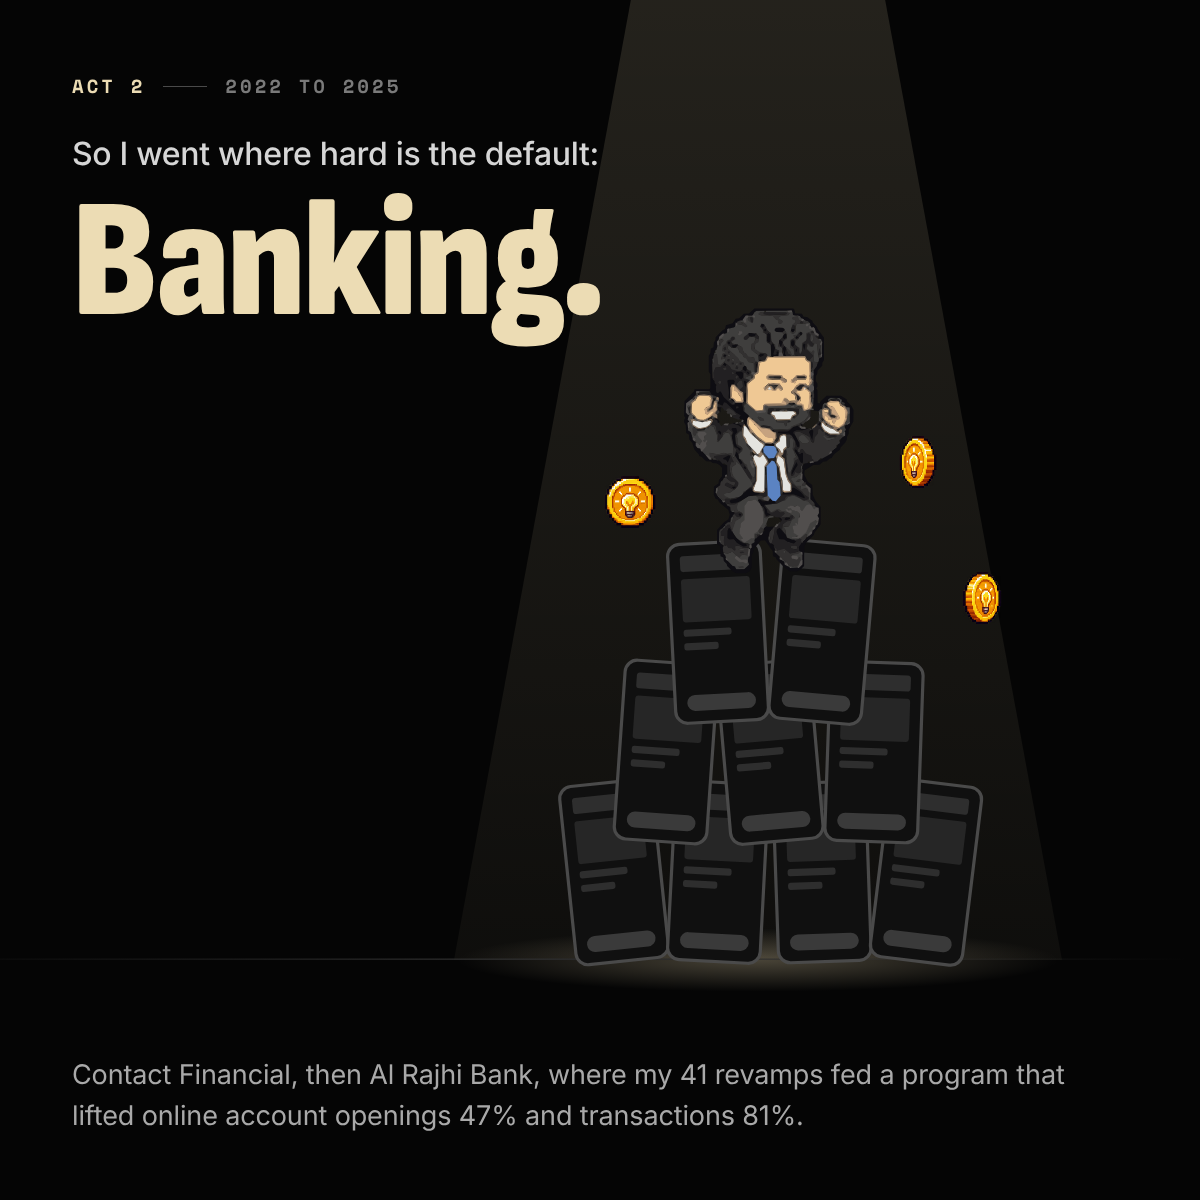 ACT 2 — 2022 TO 2025
So I went where hard is the default:
Banking.
Contact Financial, then Al Rajhi Bank, where my 41 revamps fed a program that
lifted online account openings 47% and transactions 81%.